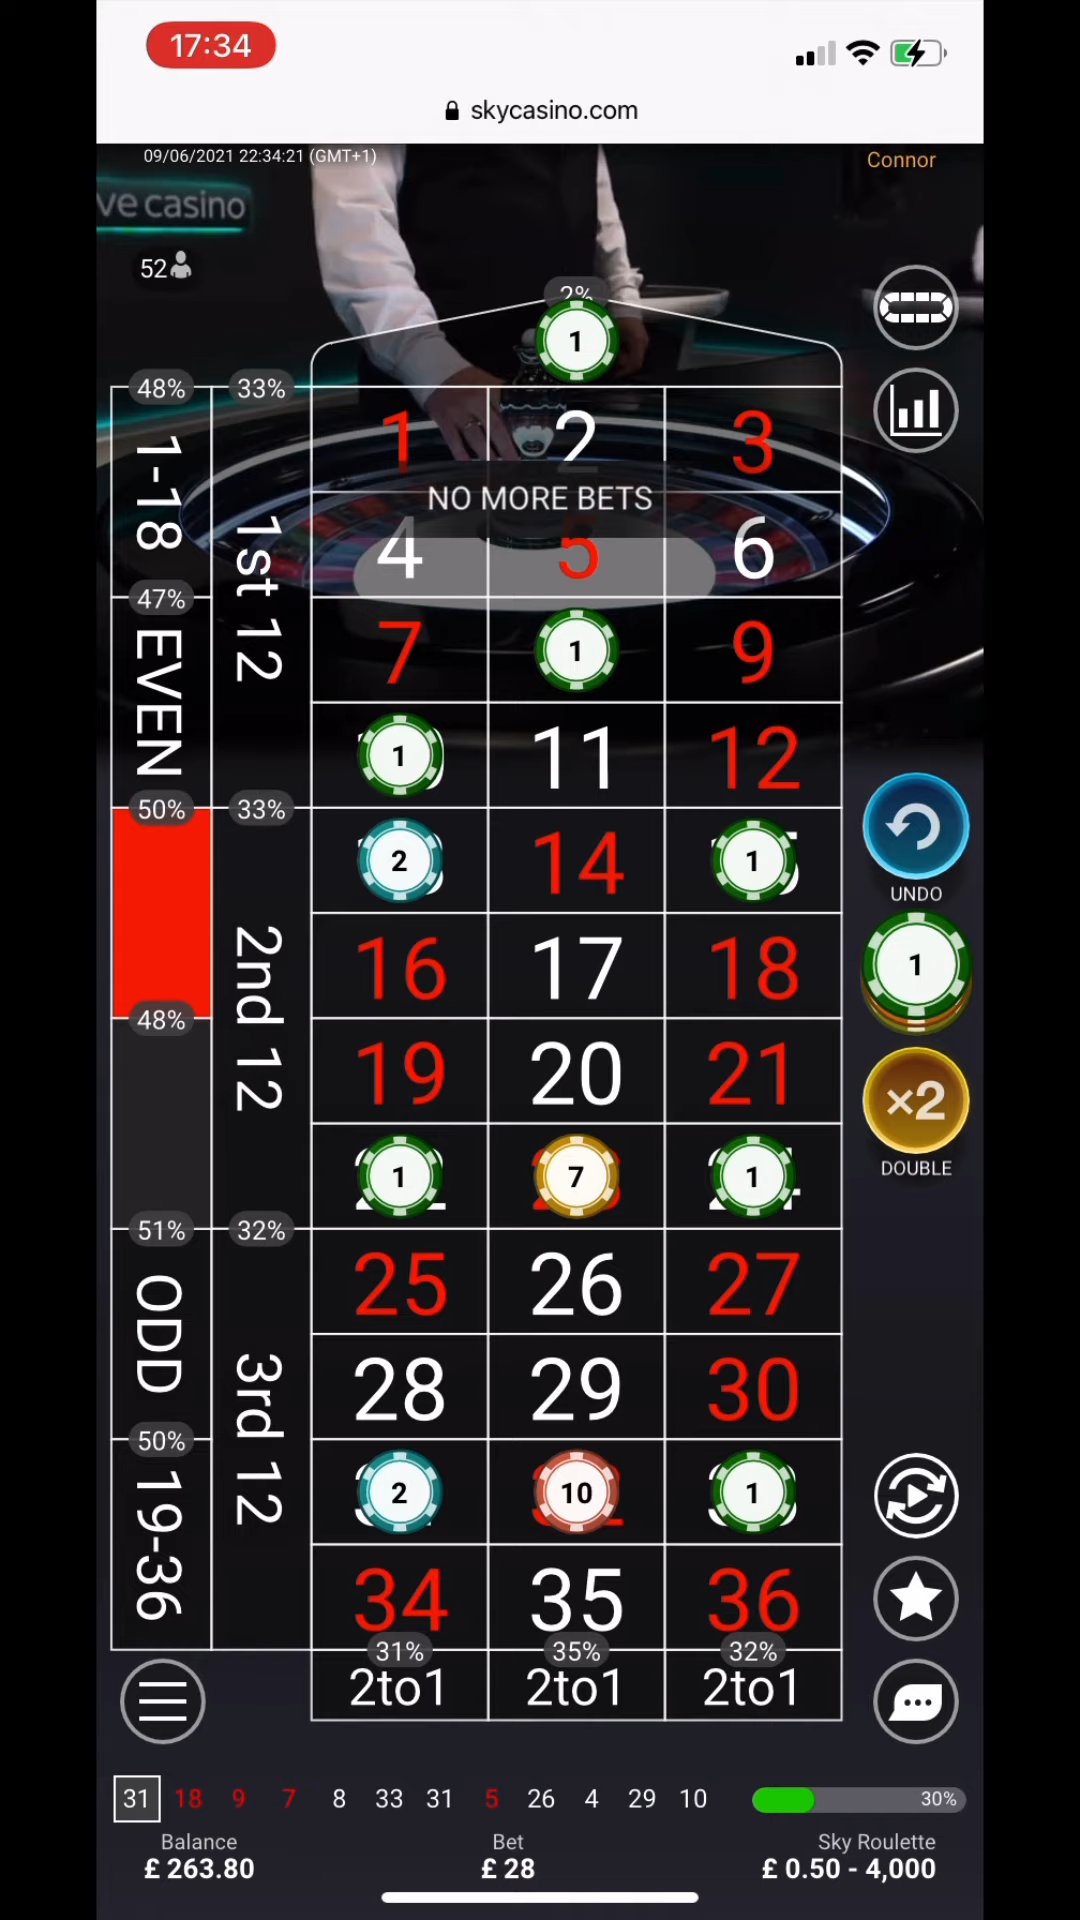 17:34
skycasino.com
09/06/2021 22:34:21 (GMT+1)
Connor
ve casino
52
2%
1
48%
33%
1 2 3
1-18
NO MORE BETS
4 5 6
1st 12
47%
EVEN
7 1 9
1 11 12
50%
33%
2 14 1
UNDO
16 17 18
1
2nd 12
48%
19 20 21
×2
DOUBLE
1 7 1
51%
32%
ODD
25 26 27
28 29 30
3rd 12
50%
19-36
2 10 1
34 35 36
31% 35% 32%
2to1 2to1 2to1
31 18 9 7 8 33 31 5 26 4 29 10
30%
Balance Bet Sky Roulette
£ 263.80 £ 28 £ 0.50 - 4,000